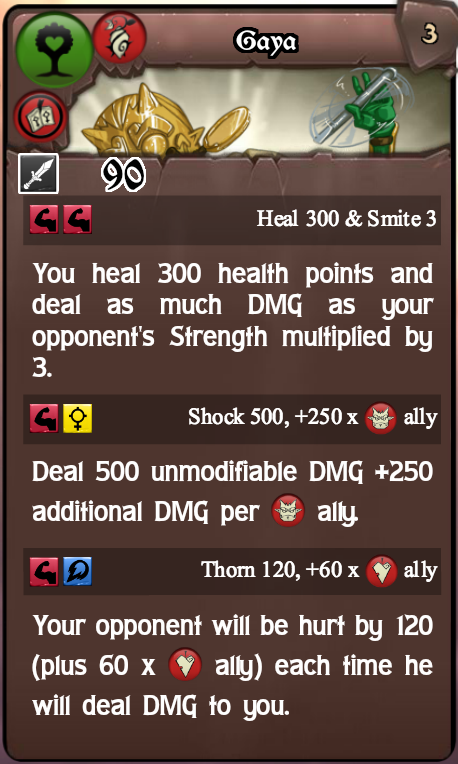 Gaya
3
90
Heal 300 & Smite 3
You heal 300 health points and
deal as much DMG as your
opponent's Strength multiplied by
3.
Shock 500, +250 x ally
Deal 500 unmodifiable DMG +250
additional DMG per ally.
Thorn 120, +60 x ally
Your opponent will be hurt by 120
(plus 60 x ally) each time he
will deal DMG to you.